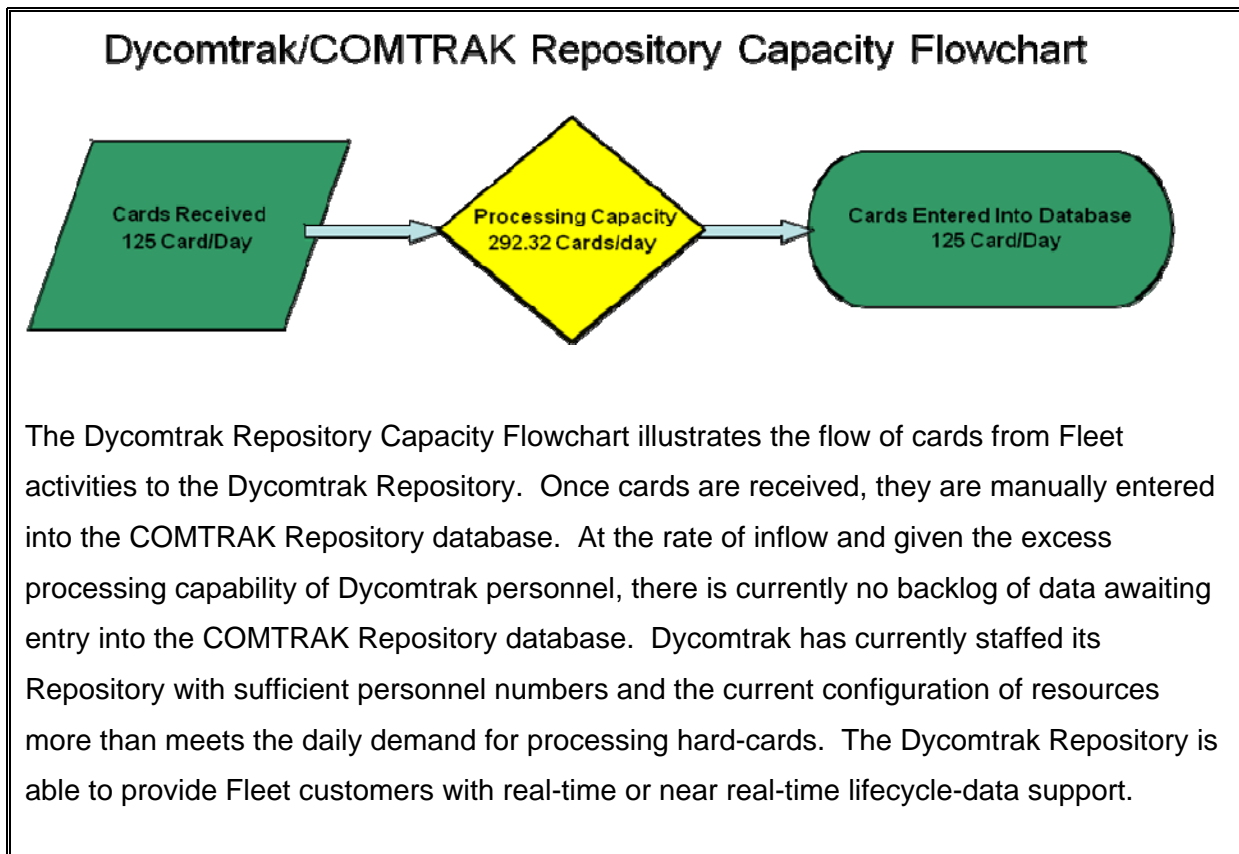 Dycomtrak/COMTRAK Repository Capacity Flowchart
Cards Received
125 Card/Day
Processing Capacity
292.32 Cards/day
Cards Entered Into Database
125 Card/Day
The Dycomtrak Repository Capacity Flowchart illustrates the flow of cards from Fleet
activities to the Dycomtrak Repository.  Once cards are received, they are manually entered
into the COMTRAK Repository database.  At the rate of inflow and given the excess
processing capability of Dycomtrak personnel, there is currently no backlog of data awaiting
entry into the COMTRAK Repository database.  Dycomtrak has currently staffed its
Repository with sufficient personnel numbers and the current configuration of resources
more than meets the daily demand for processing hard-cards.  The Dycomtrak Repository is
able to provide Fleet customers with real-time or near real-time lifecycle-data support.